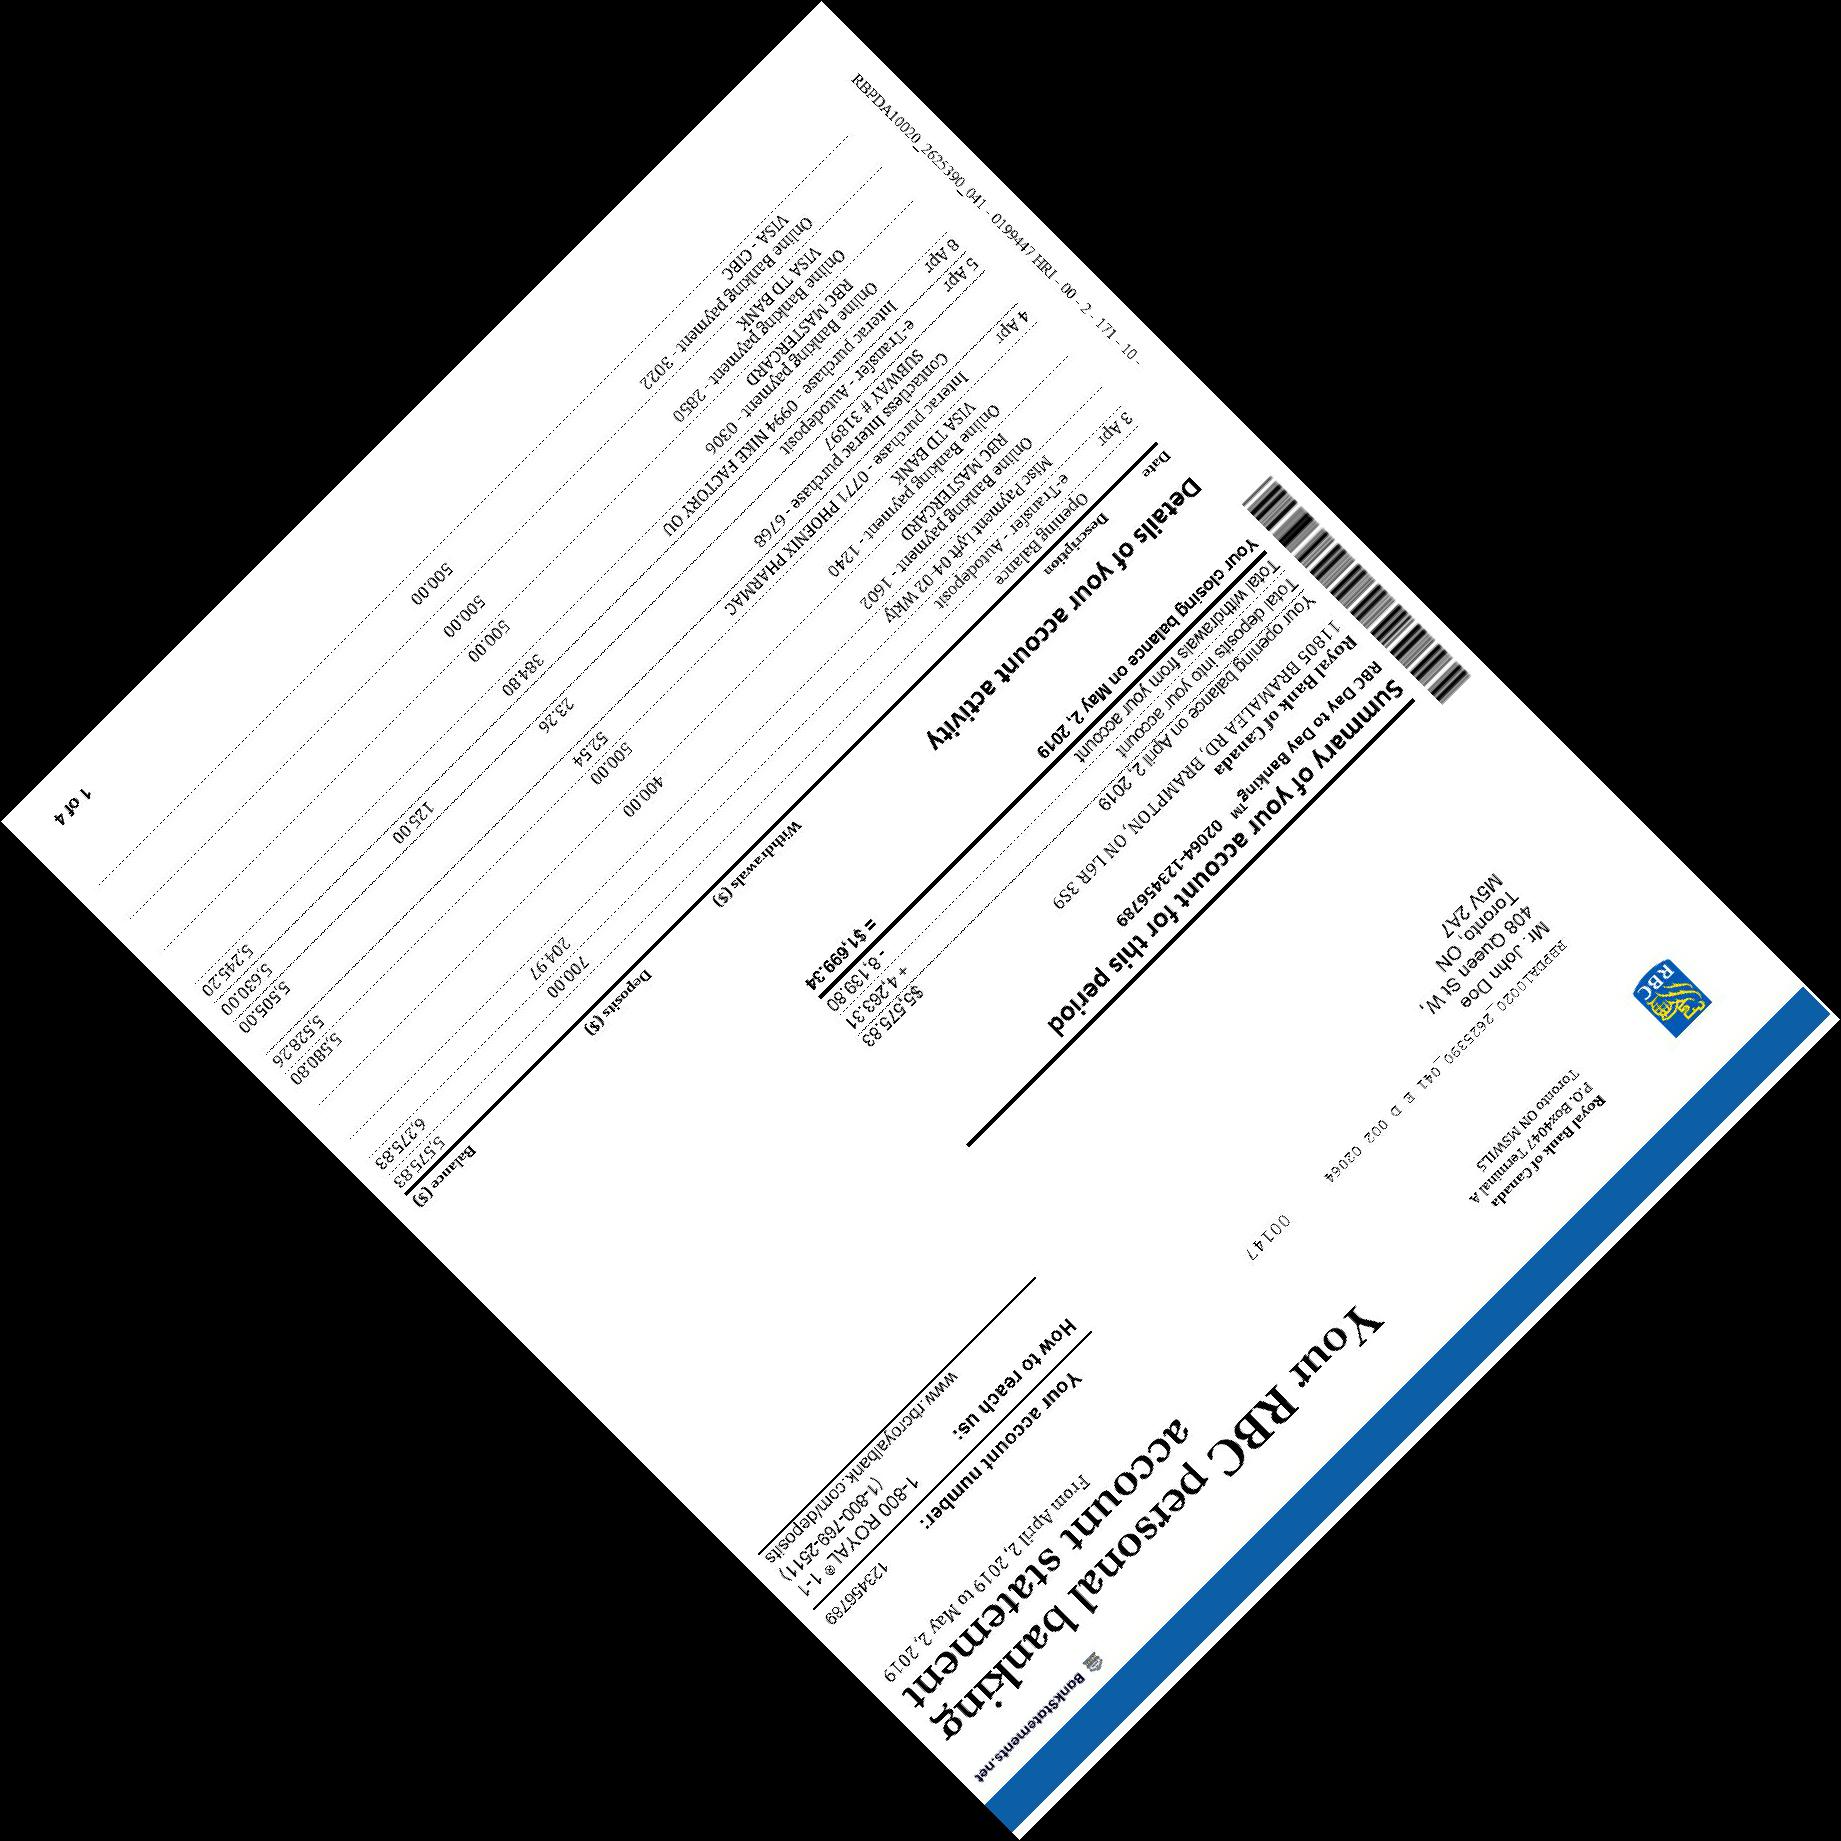 BankStatements.net
RBC
Your RBC personal banking
account statement
From April 2, 2019 to May 2, 2019
Royal Bank of Canada
P.O. Box4047 Terminal A
Toronto ON MSWIL5
RBPDA10020_2625390_041 E D 002 02064
00147
Mr. John Doe
408 Queen St W,
Toronto, ON
M5V 2A7
Your account number:
123456789
How to reach us:
1-800 ROYAL® 1-1
(1-800-769-2511)
www.rbcroyalbank.com/deposits
Summary of your account for this period
RBC Day to Day Banking™ 02064-123456789
Royal Bank of Canada
11805 BRAMALEA RD, BRAMPTON, ON L6R 3S9
Your opening balance on April 2, 2019 $5,575.83
Total deposits into your account + 4,263.31
Total withdrawals from your account - 8,139.80
Your closing balance on May 2, 2019 = $1,699.34
Details of your account activity
Date Description Withdrawals ($) Deposits ($) Balance ($)
Opening Balance 5,575.83
3 Apr e-Transfer - Autodeposit 700.00 6,275.83
Misc Payment Lyft 04-02 Wkly 204.97
Online Banking payment - 1602
RBC MASTERCARD 400.00
Online Banking payment - 1240
VISA TD BANK 500.00
Interac purchase - 0771 PHOENIX PHARMAC 52.54 5,580.80
4 Apr Contactless Interac purchase - 6768
SUBWAY # 31897 23.26 5,528.26
e-Transfer - Autodeposit 125.00 5,505.00
5 Apr Interac purchase - 0994 NIKE FACTORY OU 384.80 5,630.00
8 Apr Online Banking payment - 0306
RBC MASTERCARD 500.00 5,245.20
Online Banking payment - 2850
VISA TD BANK 500.00
Online Banking payment - 3022
VISA - CIBC 500.00
RBPDA10020_2625390_041 - 0199447 HRI - 00 - 2 - 171 - 10 -
1 of 4